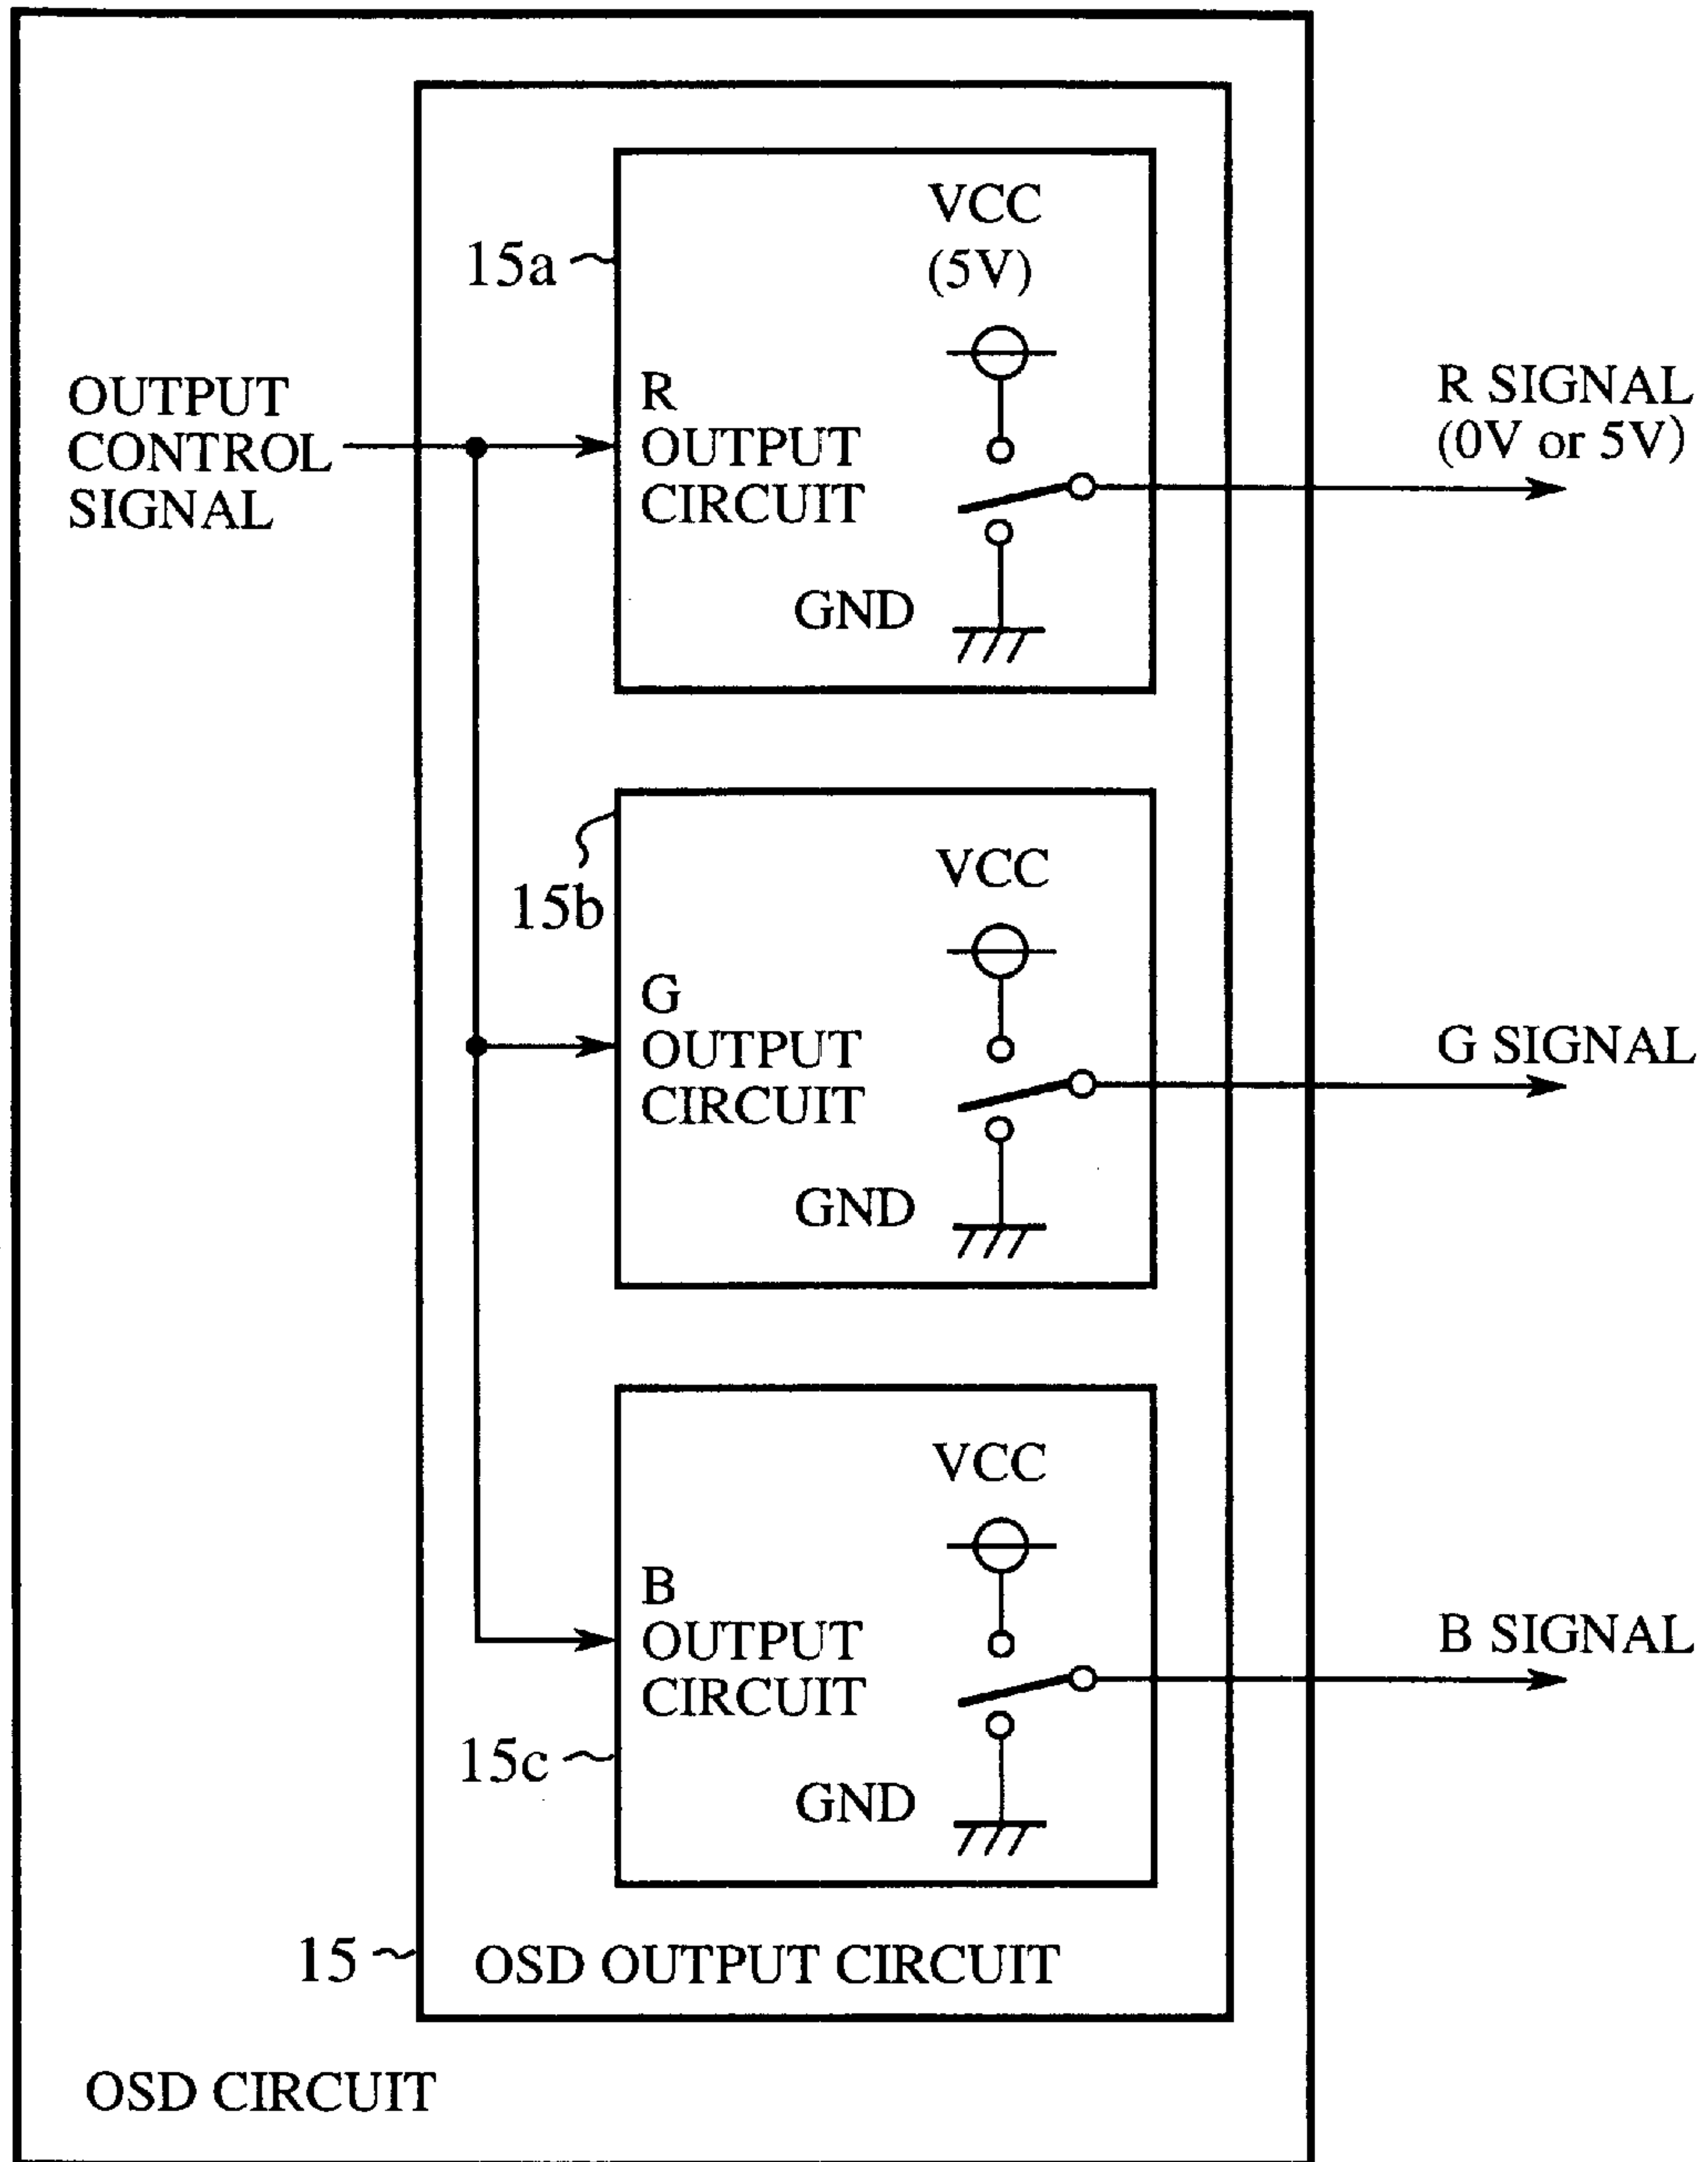 VCC
(5V)
15a
OUTPUT
CONTROL
SIGNAL
R
OUTPUT
CIRCUIT
R SIGNAL
(0V or 5V)
GND
15b
VCC
G
OUTPUT
CIRCUIT
G SIGNAL
GND
VCC
B
OUTPUT
CIRCUIT
B SIGNAL
15c
GND
15
OSD OUTPUT CIRCUIT
OSD CIRCUIT